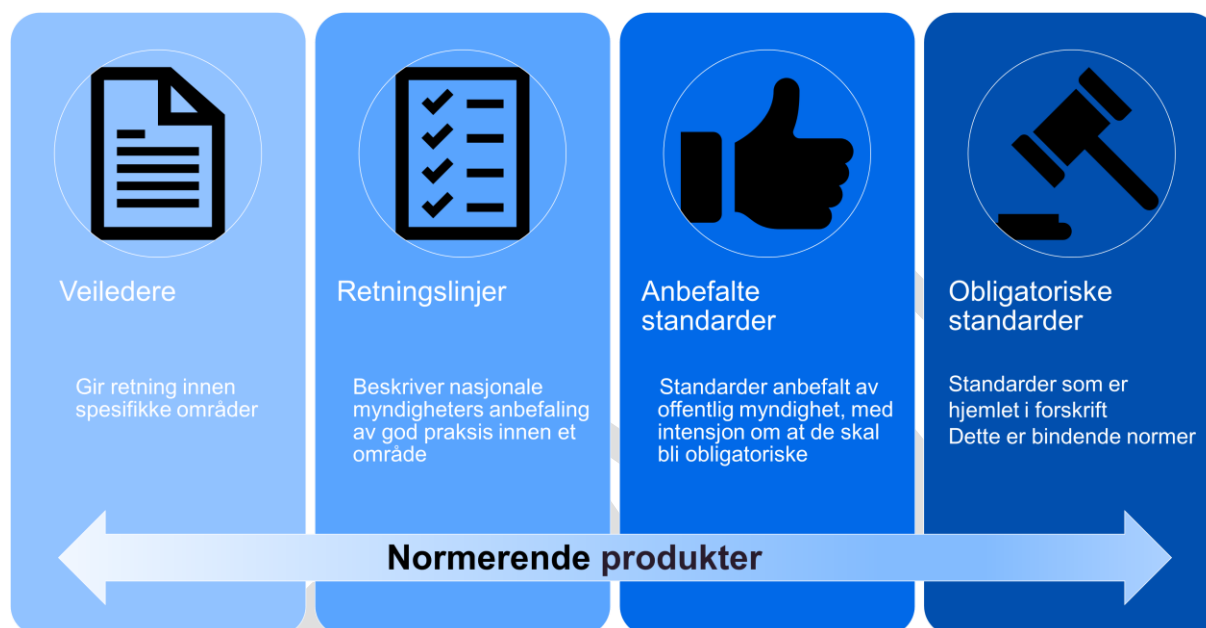 Veiledere
Gir retning innen
spesifikke områder
Retningslinjer
Beskriver nasjonale
myndigheters anbefaling
av god praksis innen et
område
Anbefalte
standarder
Standarder anbefalt av
offentlig myndighet, med
intensjon om at de skal
bli obligatoriske
Obligatoriske
standarder
Standarder som er
hjemlet i forskrift
Dette er bindende normer
Normerende produkter